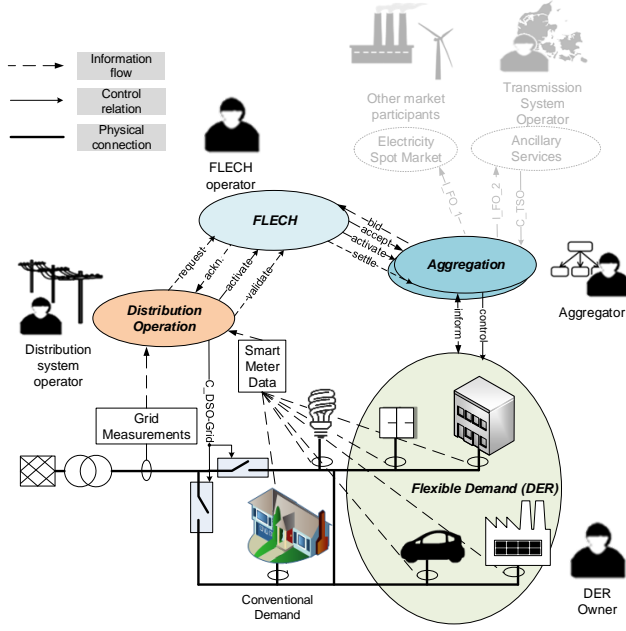 Information
flow
Control
relation
Physical
connection
Other market
participants
Transmission
System
Operator
Electricity
Spot Market
Ancillary
Services
FLECH
operator
I_FO_1
I_FO_2
C_TSO
FLECH
bid
accept
activate
settle
Aggregation
Aggregator
request
ackn.
activate
validate
Distribution
Operation
Distribution
system
operator
inform
control
Smart
Meter
Data
C_DSO-Grid
Grid
Measurements
Flexible Demand (DER)
Conventional
Demand
DER
Owner